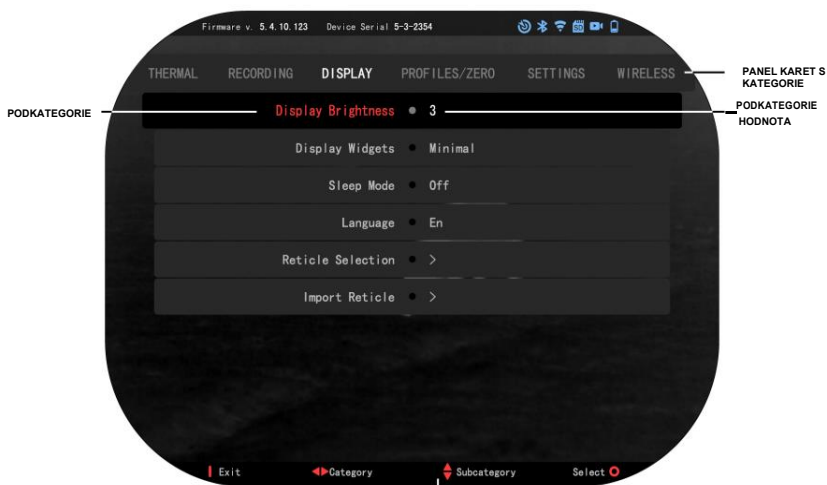 Firmware v. 5.4.10.123 Device Serial 5-3-2354
SD
THERMAL RECORDING DISPLAY PROFILES/ZERO SETTINGS WIRELESS
PANEL KARET S
KATEGORIE
PODKATEGORIE
Display Brightness 3
PODKATEGORIE
HODNOTA
Display Widgets Minimal
Sleep Mode Off
Language En
Reticle Selection >
Import Reticle >
Exit Category Subcategory Select